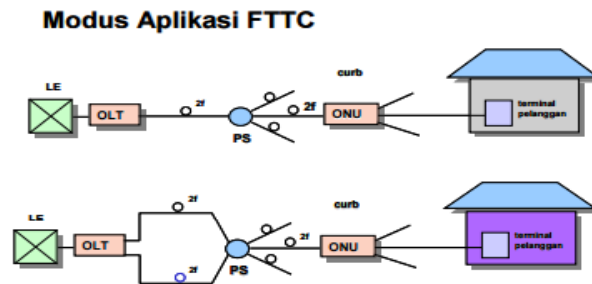 Modus Aplikasi FTTC
LE
OLT
2f
PS
2f
curb
ONU
terminal
pelanggan
LE
OLT
2f
2f
PS
2f
curb
ONU
terminal
pelanggan